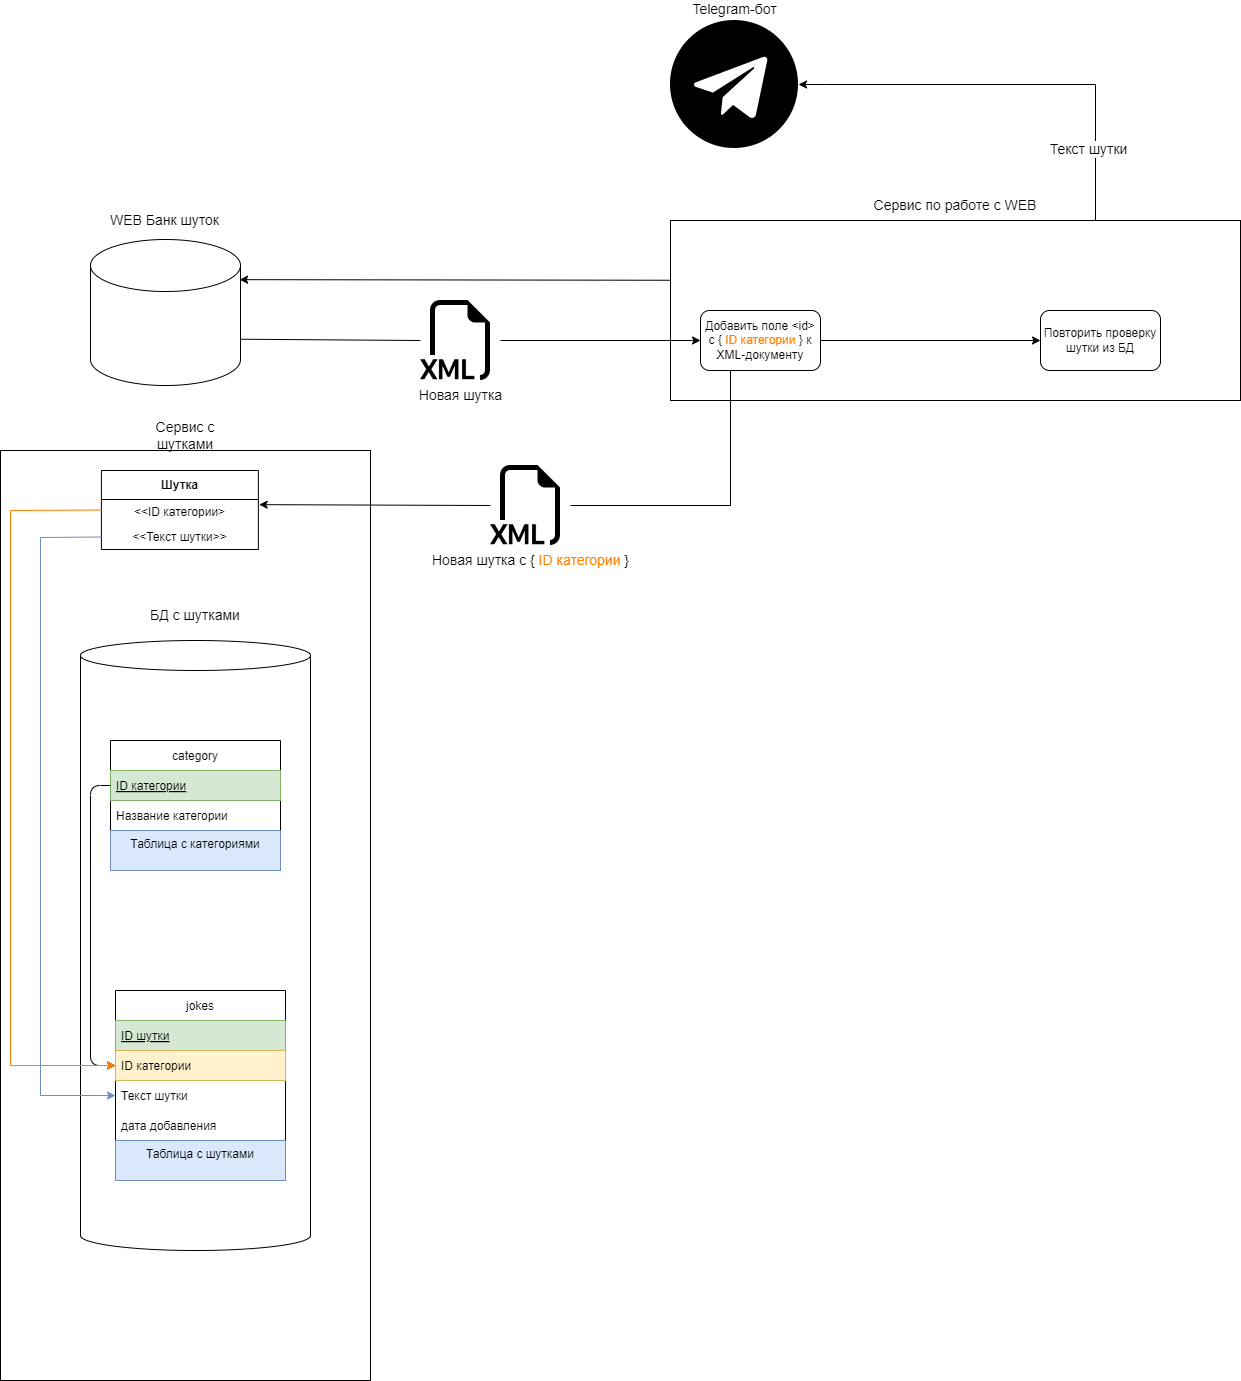 Telegram-бот
Текст шутки
Сервис по работе с WEB
WEB Банк шуток
Добавить поле <id>
с { ID категории } к
XML-документу
Повторить проверку
шутки из БД
XML
Новая шутка
Сервис с
шутками
Шутка
<<ID категории>
<<Текст шутки>>
XML
Новая шутка с { ID категории }
БД с шутками
category
ID категории
Название категории
Таблица с категориями
jokes
ID шутки
ID категории
Текст шутки
дата добавления
Таблица с шутками